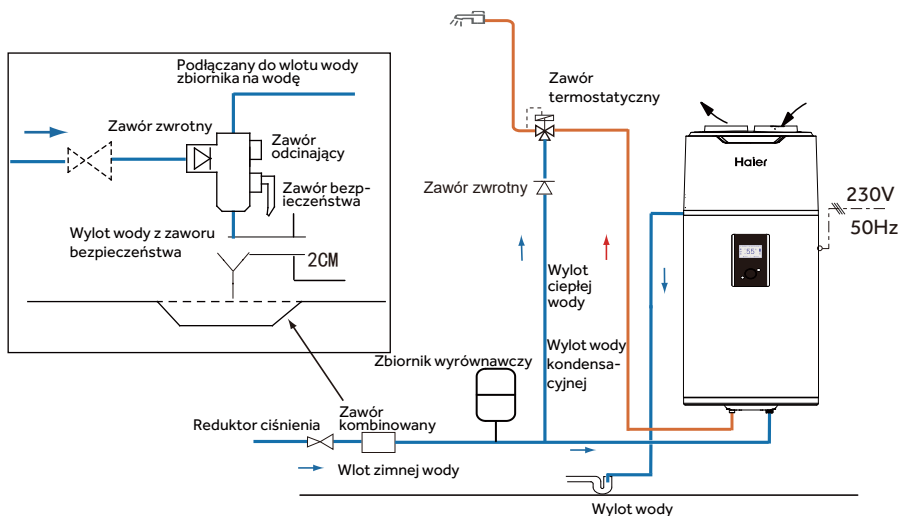 Podłączany do wlotu wody
zbiornika na wodę
Zawór zwrotny
Zawór
odcinający
Zawór bezp-
ieczeństwa
Wylot wody z zaworu
bezpieczeństwa
2CM
Zawór
termostatyczny
Zawór zwrotny
Haier
230V
50Hz
55
Wylot
ciepłej
wody
Wylot wody
kondensa-
cyjnej
Zbiornik wyrównawczy
Reduktor ciśnienia
Zawór
kombinowany
Wlot zimnej wody
Wylot wody